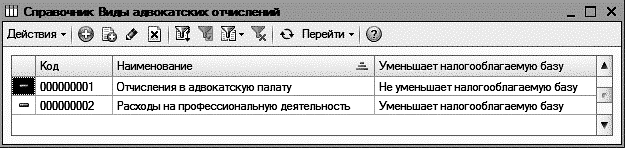 Справочник Виды адвокатских отчислений
Действия Перейти
Код Наименование Уменьшает налогооблагаемую базу
000000001 Отчисления в адвокатскую палату Не уменьшает налогооблагаемую базу
000000002 Расходы на профессиональную деятельность Уменьшает налогооблагаемую базу